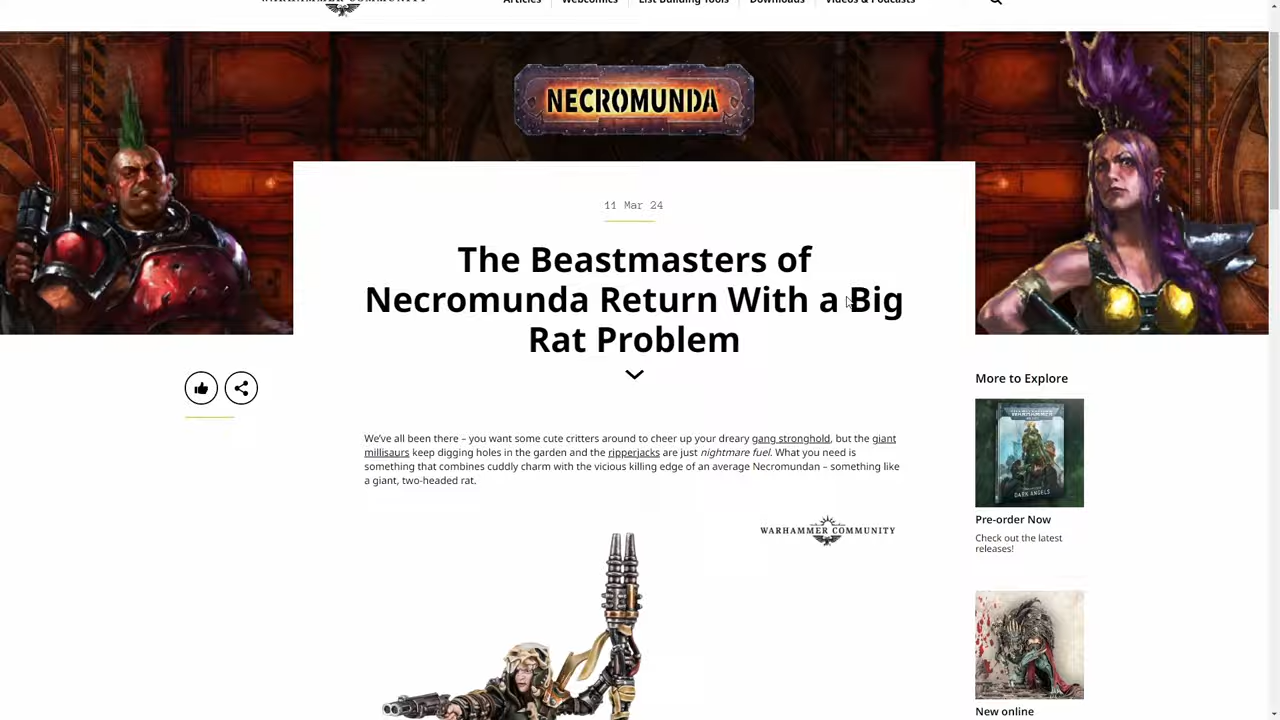 WARHAMMER COMMUNITY
Articles
Webcomics
List Building Tools
Downloads
Videos & Podcasts
NECROMUNDA
11 Mar 24
The Beastmasters of
Necromunda Return With a Big
Rat Problem
We've all been there – you want some cute critters around to cheer up your dreary gang stronghold, but the giant
millisaurs keep digging holes in the garden and the ripperjacks are just nightmare fuel. What you need is
something that combines cuddly charm with the vicious killing edge of an average Necromundan – something like
a giant, two-headed rat.
WARHAMMER COMMUNITY
More to Explore
WARHAMMER
DARK ANGELS
Pre-order Now
Check out the latest
releases!
New online